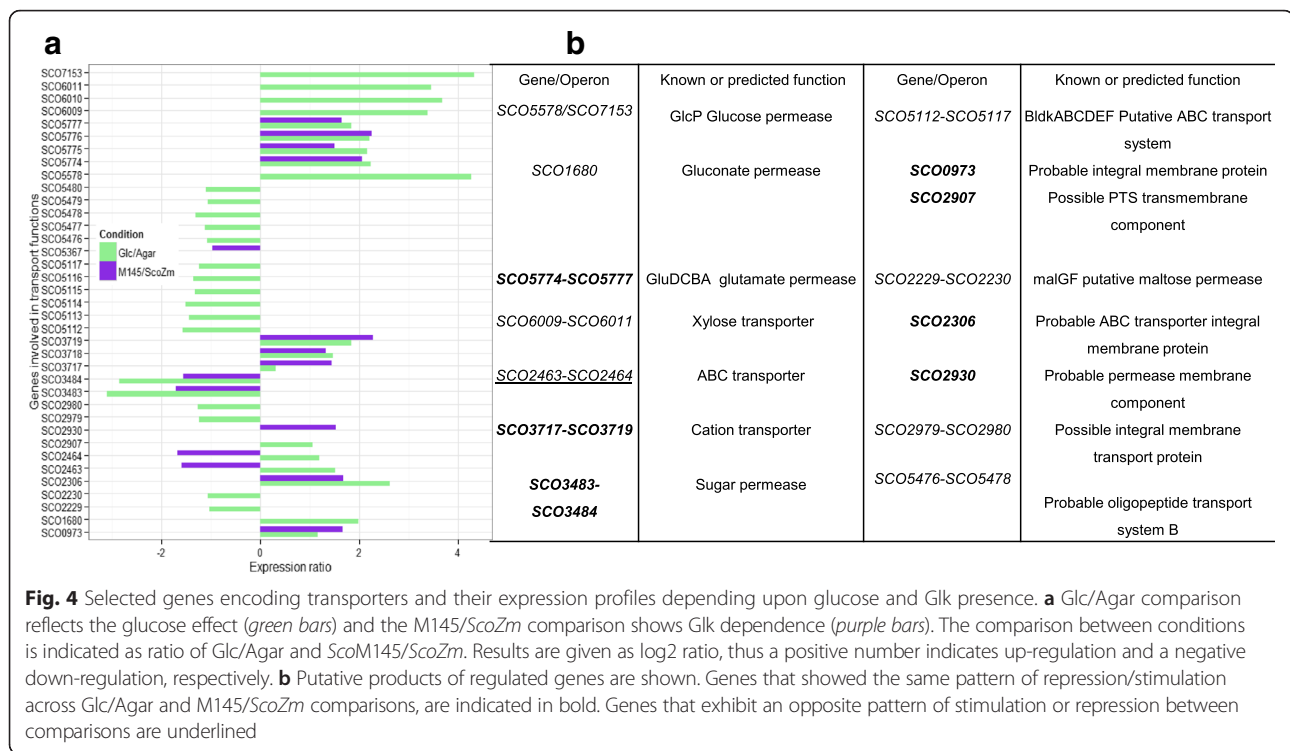 a
b
Genes involved in transport functions
SCO7153
SCO6011
SCO6010
SCO6009
SCO5777
SCO5776
SCO5775
SCO5774
SCO5578
SCO5480
SCO5479
SCO5478
SCO5477
SCO5476
SCO5367
SCO5117
SCO5116
SCO5115
SCO5114
SCO5113
SCO5112
SCO3719
SCO3718
SCO3717
SCO3484
SCO3483
SCO2980
SCO2979
SCO2930
SCO2907
SCO2464
SCO2463
SCO2306
SCO2230
SCO2229
SCO1680
SCO0973
Condition
Glc/Agar
M145/ScoZm
-2 0 2 4
Expression ratio
Gene/Operon Known or predicted function Gene/Operon Known or predicted function
SCO5578/SCO7153 GlcP Glucose permease SCO5112-SCO5117 BldkABCDEF Putative ABC transport
system
SCO1680 Gluconate permease SCO0973 Probable integral membrane protein
SCO2907 Possible PTS transmembrane
component
SCO5774-SCO5777 GluDCBA glutamate permease SCO2229-SCO2230 malGF putative maltose permease
SCO6009-SCO6011 Xylose transporter SCO2306 Probable ABC transporter integral
membrane protein
SCO2463-SCO2464 ABC transporter SCO2930 Probable permease membrane
component
SCO3717-SCO3719 Cation transporter SCO2979-SCO2980 Possible integral membrane
transport protein
SCO3483- Sugar permease SCO5476-SCO5478
SCO3484 Probable oligopeptide transport
system B
Fig. 4 Selected genes encoding transporters and their expression profiles depending upon glucose and Glk presence. a Glc/Agar comparison
reflects the glucose effect (green bars) and the M145/ScoZm comparison shows Glk dependence (purple bars). The comparison between conditions
is indicated as ratio of Glc/Agar and ScoM145/ScoZm. Results are given as log2 ratio, thus a positive number indicates up-regulation and a negative
down-regulation, respectively. b Putative products of regulated genes are shown. Genes that showed the same pattern of repression/stimulation
across Glc/Agar and M145/ScoZm comparisons, are indicated in bold. Genes that exhibit an opposite pattern of stimulation or repression between
comparisons are underlined